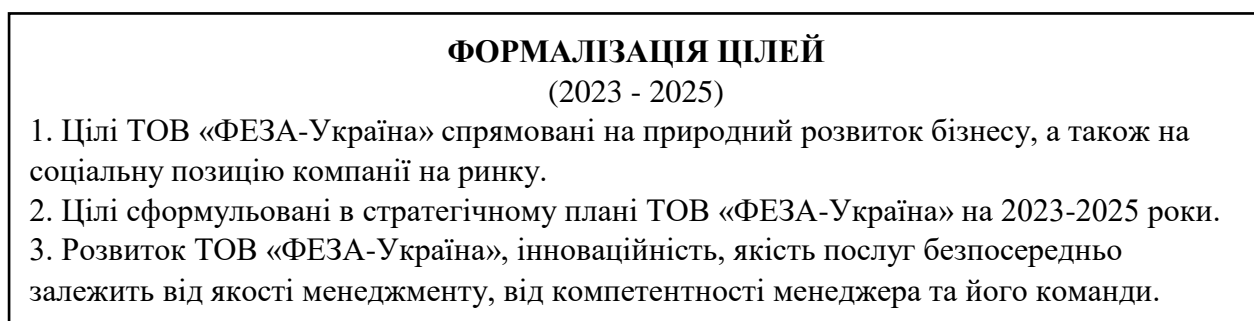 ФОРМАЛІЗАЦІЯ ЦІЛЕЙ
(2023 - 2025)
1. Цілі ТОВ «ФЕЗА-Україна» спрямовані на природний розвиток бізнесу, а також на
соціальну позицію компанії на ринку.
2. Цілі сформульовані в стратегічному плані ТОВ «ФЕЗА-Україна» на 2023-2025 роки.
3. Розвиток ТОВ «ФЕЗА-Україна», інноваційність, якість послуг безпосередньо
залежить від якості менеджменту, від компетентності менеджера та його команди.